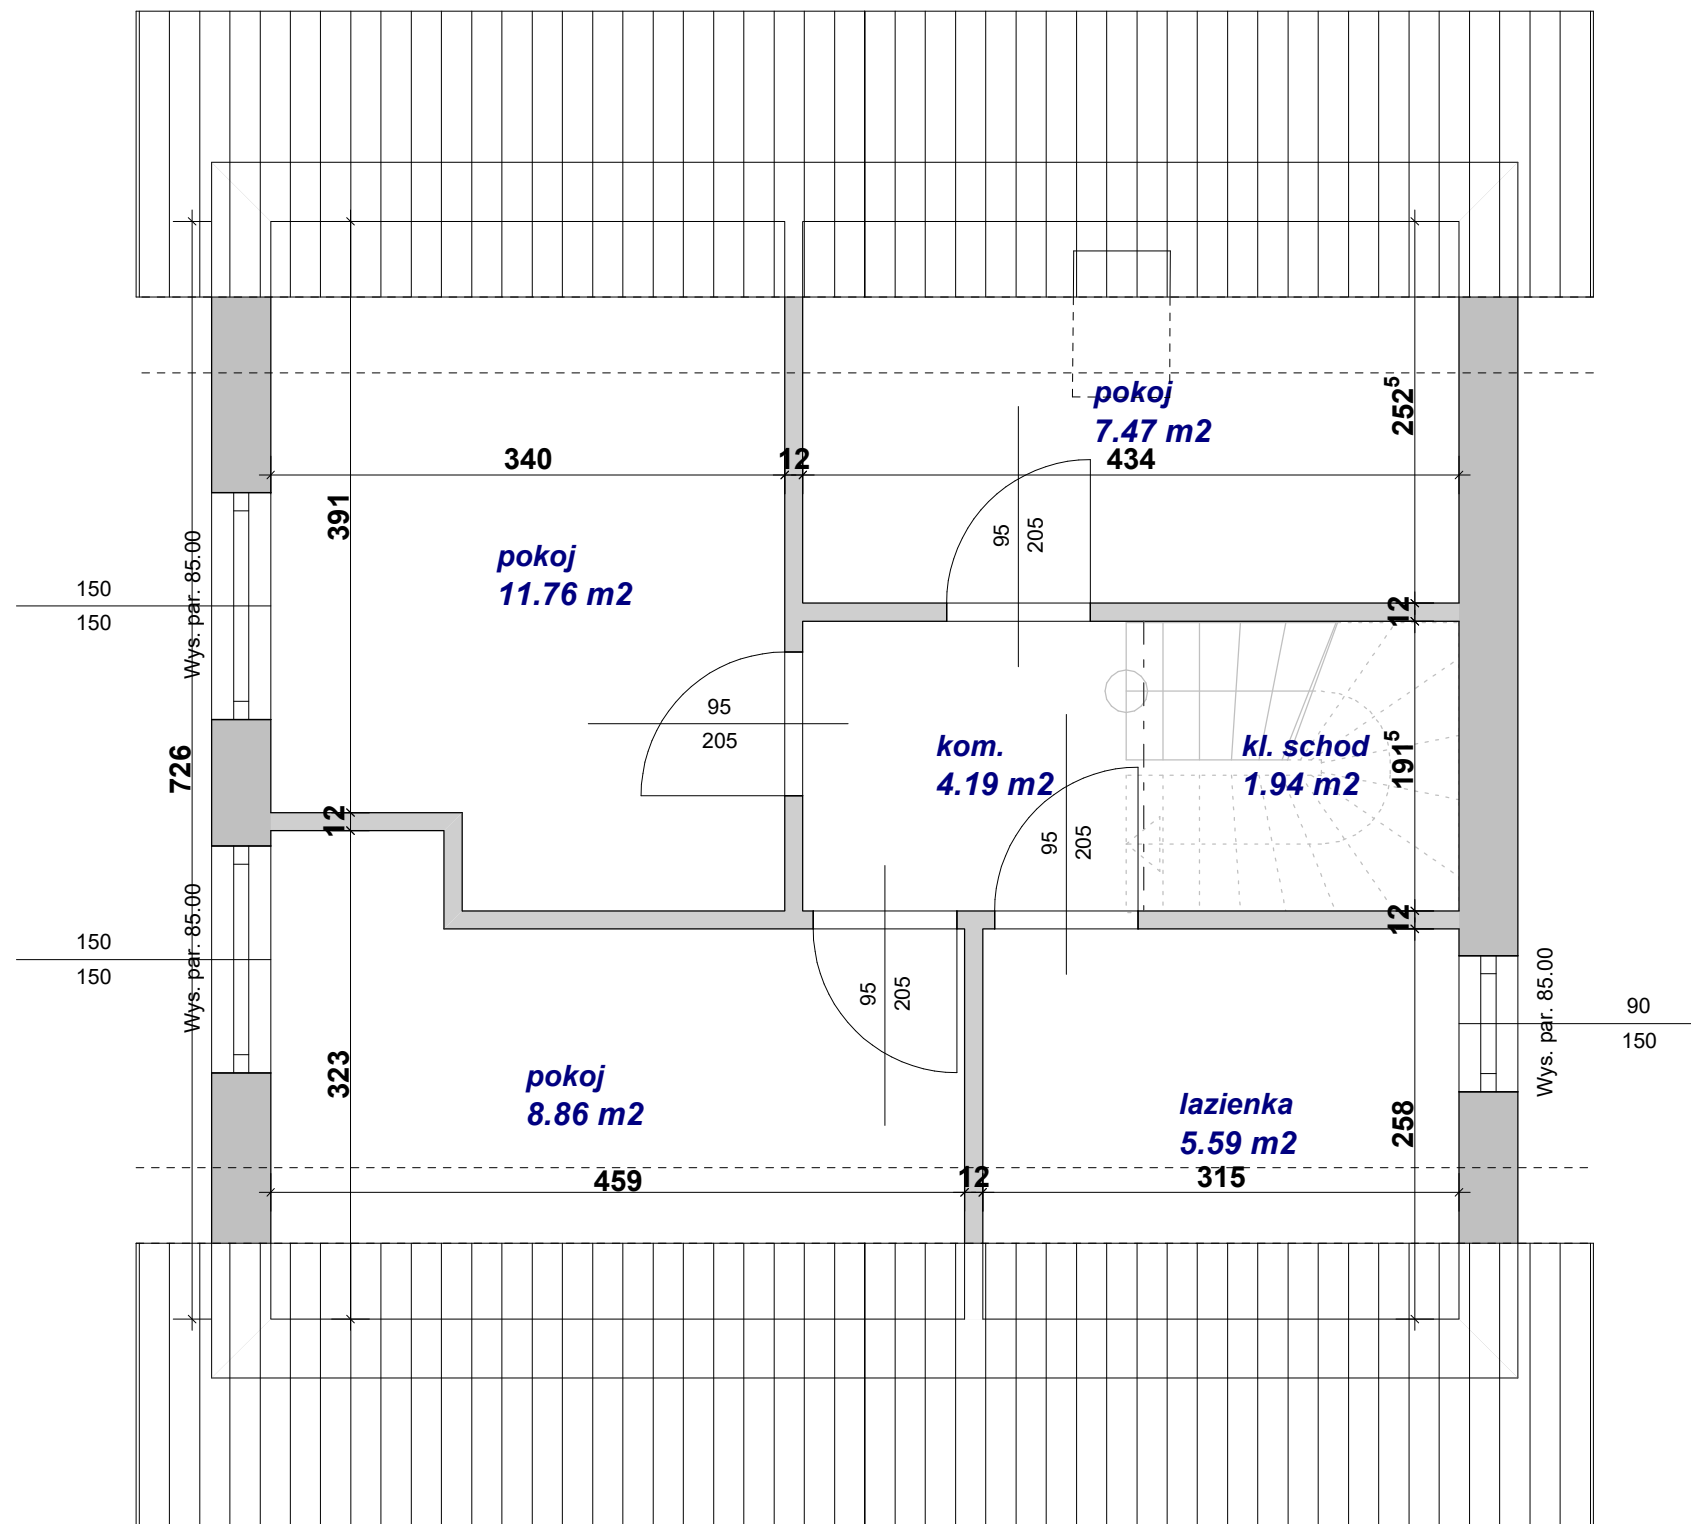 pokoj
7.47 m2
252⁵
340
12
434
391
95
205
pokoj
11.76 m2
Wys. par. 85.00
150
150
12
95
205
kom.
4.19 m2
kl. schod
1.94 m2
191⁵
726
12
95
205
12
Wys. par. 85.00
150
150
95
205
Wys. par. 85.00
90
150
323
pokoj
8.86 m2
lazienka
5.59 m2
258
459
12
315